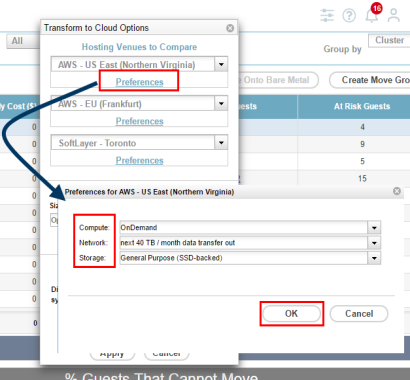 16
Transform to Cloud Options
All
Hosting Venues to Compare
Group by
Cluster
AWS - US East (Northern Virginia)
Preferences
Onto Bare Metal
Create Move Gro
AWS - EU (Frankfurt)
Cost ($)
At Risk Guests
Preferences
0
4
0
9
SoftLayer - Toronto
0
5
Preferences
0
15
Preferences for AWS - US East (Northern Virginia)
0
Compute:
OnDemand
0
Network:
next 40 TB / month data transfer out
0
Storage:
General Purpose (SSD-backed)
0
0
OK
Cancel
0
Apply
Cancel
% Guests That Cannot Move